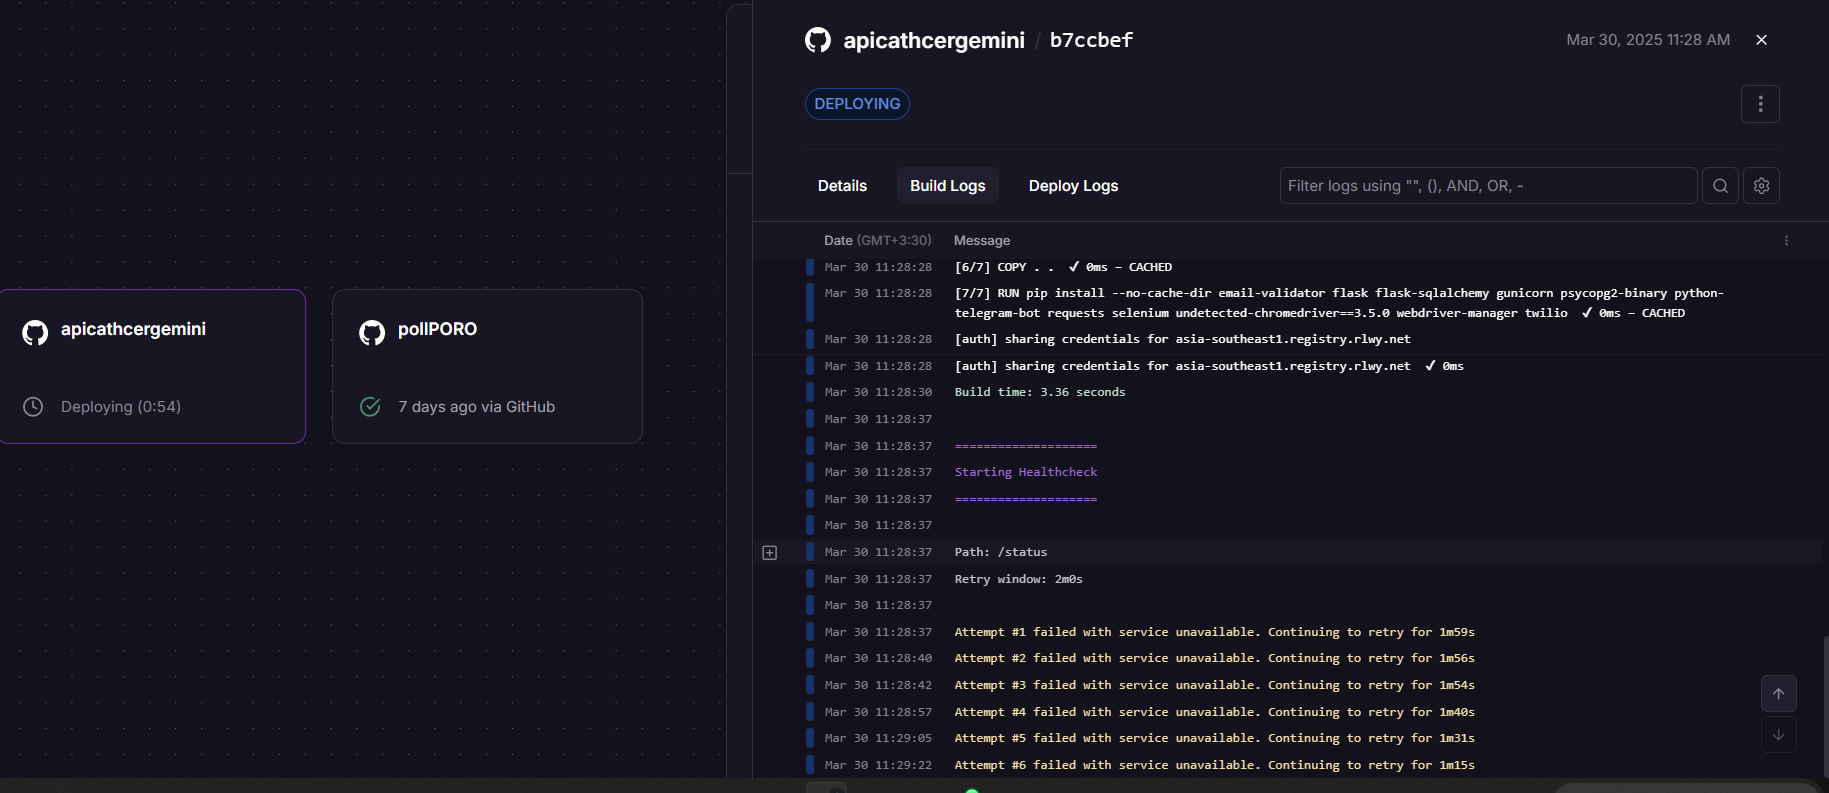 apicathcergemini
Deploying (0:54)
pollPORO
7 days ago via GitHub
apicathcergemini / b7ccbef
Mar 30, 2025 11:28 AM
DEPLOYING
Details
Build Logs
Deploy Logs
Filter logs using "", (), AND, OR, -
Date (GMT+3:30) Message
Mar 30 11:28:28 [6/7] COPY . . ✔ 0ms – CACHED
Mar 30 11:28:28 [7/7] RUN pip install --no-cache-dir email-validator flask flask-sqlalchemy gunicorn psycopg2-binary python-
telegram-bot requests selenium undetected-chromedriver==3.5.0 webdriver-manager twilio ✔ 0ms – CACHED
Mar 30 11:28:28 [auth] sharing credentials for asia-southeast1.registry.rlwy.net
Mar 30 11:28:28 [auth] sharing credentials for asia-southeast1.registry.rlwy.net ✔ 0ms
Mar 30 11:28:30 Build time: 3.36 seconds
Mar 30 11:28:37
Mar 30 11:28:37 ====================
Mar 30 11:28:37 Starting Healthcheck
Mar 30 11:28:37 ====================
Mar 30 11:28:37
Mar 30 11:28:37 Path: /status
Mar 30 11:28:37 Retry window: 2m0s
Mar 30 11:28:37
Mar 30 11:28:37 Attempt #1 failed with service unavailable. Continuing to retry for 1m59s
Mar 30 11:28:40 Attempt #2 failed with service unavailable. Continuing to retry for 1m56s
Mar 30 11:28:42 Attempt #3 failed with service unavailable. Continuing to retry for 1m54s
Mar 30 11:28:57 Attempt #4 failed with service unavailable. Continuing to retry for 1m40s
Mar 30 11:29:05 Attempt #5 failed with service unavailable. Continuing to retry for 1m31s
Mar 30 11:29:22 Attempt #6 failed with service unavailable. Continuing to retry for 1m15s